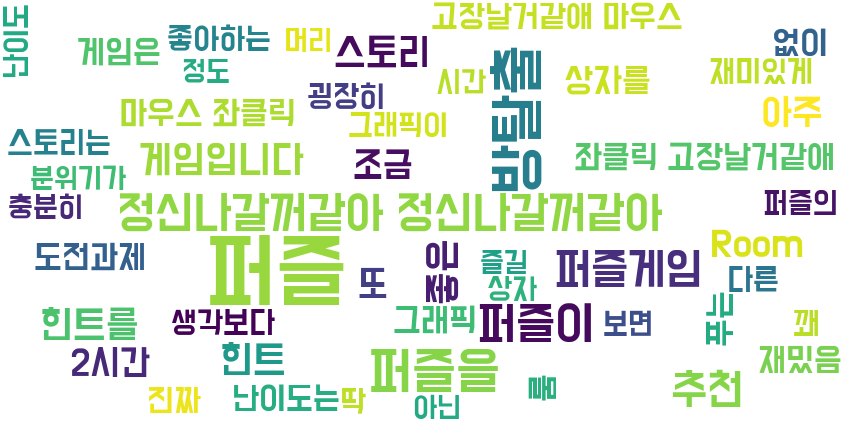 고장날거같애 마우스
난이도
좋아하는
머리
스토리
없이
게임은
정도
시간
방탈출
상자를
재미있게
굉장히
마우스 좌클릭
그래픽이
아주
스토리는
게임입니다
조금
좌클릭 고장날거같애
분위기가
충분히
정신나갈꺼같아 정신나갈꺼같아
퍼즐의
퍼즐
Room
도전과제
또
좋은
즐길
상자
퍼즐게임
다른
힌트를
생각보다
그래픽
퍼즐이
보면
푸는
꽤
2시간
힌트
퍼즐을
재밌음
진짜
난이도는
딱
아닌
룸
추천